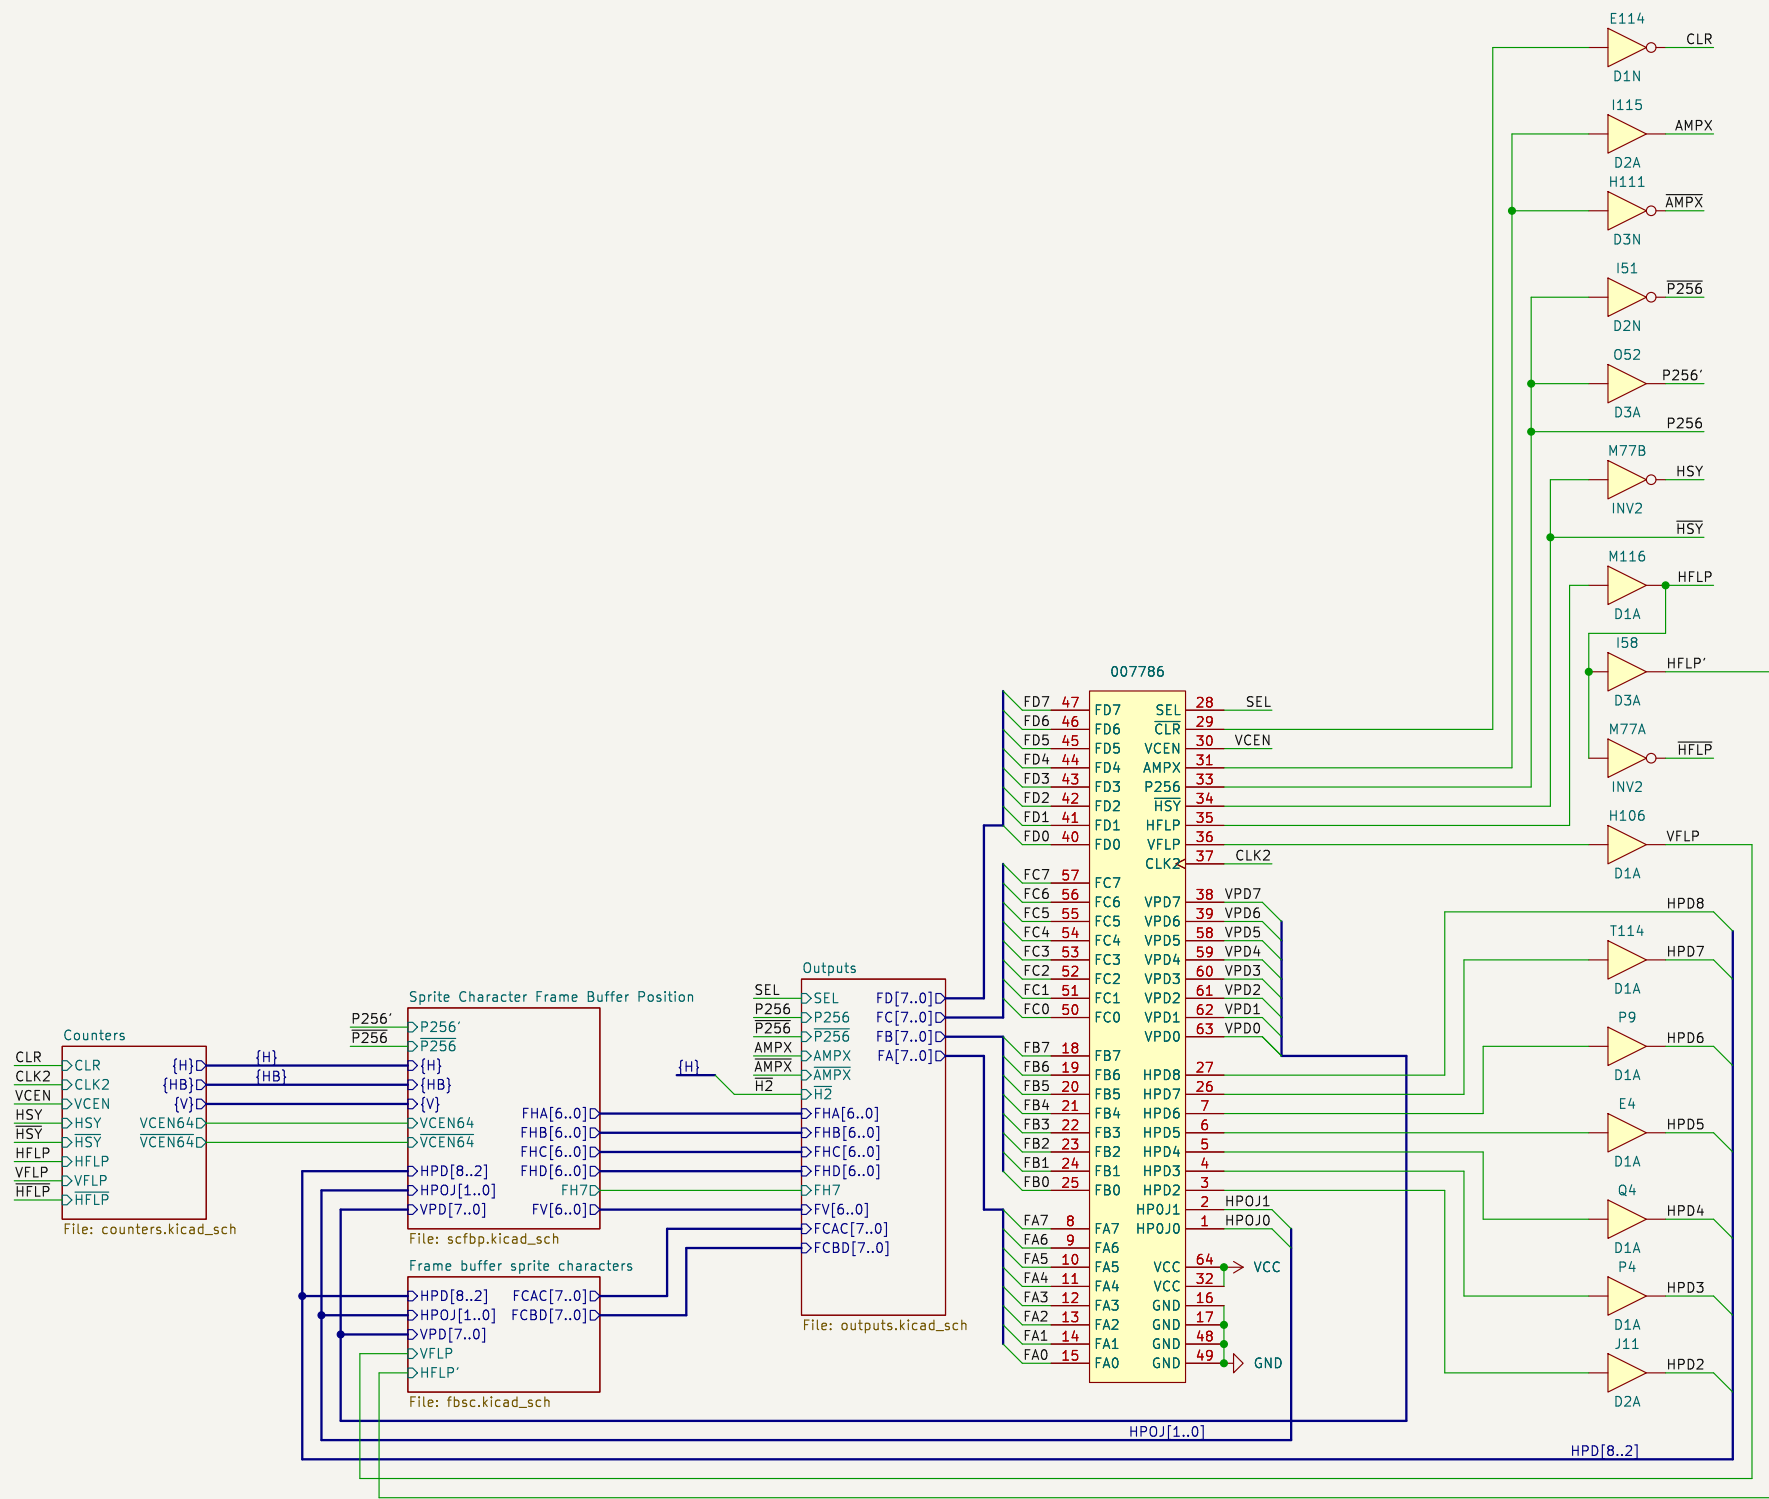 E114
CLR
D1N
I115
AMPX
D2A
H111
AMPX
D3N
I51
P256
D2N
O52
P256'
D3A
P256
M77B
HSY
INV2
HSY
M116
HFLP
D1A
I58
HFLP'
D3A
M77A
HFLP
INV2
H106
VFLP
D1A
HPD8
T114
HPD7
D1A
P9
HPD6
D1A
E4
HPD5
D1A
Q4
HPD4
D1A
P4
HPD3
D1A
J11
HPD2
D2A
007786
FD7 47 FD7 SEL 28 SEL
FD6 46 FD6 CLR 29
FD5 45 FD5 VCEN 30 VCEN
FD4 44 FD4 AMPX 31
FD3 43 FD3 P256 33
FD2 42 FD2 HSY 34
FD1 41 FD1 HFLP 35
FD0 40 FD0 VFLP 36
CLK2 37 CLK2
FC7 57 FC7
FC6 56 FC6 VPD7 38 VPD7
FC5 55 FC5 VPD6 39 VPD6
FC4 54 FC4 VPD5 58 VPD5
FC3 53 FC3 VPD4 59 VPD4
FC2 52 FC2 VPD3 60 VPD3
FC1 51 FC1 VPD2 61 VPD2
FC0 50 FC0 VPD1 62 VPD1
VPD0 63 VPD0
FB7 18 FB7
FB6 19 FB6 HPD8 27
FB5 20 FB5 HPD7 26
FB4 21 FB4 HPD6 7
FB3 22 FB3 HPD5 6
FB2 23 FB2 HPD4 5
FB1 24 FB1 HPD3 4
FB0 25 FB0 HPD2 3
HPOJ1 2 HPOJ1
FA7 8 FA7 HPOJ0 1 HPOJ0
FA6 9 FA6
FA5 10 FA5 VCC 64 VCC
FA4 11 FA4 VCC 32
FA3 12 FA3 GND 16
FA2 13 FA2 GND 17
FA1 14 FA1 GND 48
FA0 15 FA0 GND 49 GND
Outputs
SEL SEL FD[7..0]
P256 P256 FC[7..0]
P256 P256 FB[7..0]
AMPX AMPX FA[7..0]
{H} AMPX AMPX
H2 H2
FHA[6..0]
FHB[6..0]
FHC[6..0]
FHD[6..0]
FH7
FV[6..0]
FCAC[7..0]
FCBD[7..0]
File: outputs.kicad_sch
Sprite Character Frame Buffer Position
P256' P256'
P256 P256
{H} {H}
{HB} {HB}
{V}
VCEN64
VCEN64
FHA[6..0]
FHB[6..0]
FHC[6..0]
HPD[8..2] FHD[6..0]
HPOJ[1..0] FH7
VPD[7..0] FV[6..0]
File: scfbp.kicad_sch
Counters
CLR CLR {H}
CLK2 CLK2 {HB}
VCEN VCEN {V}
HSY HSY VCEN64
HSY HSY VCEN64
HFLP HFLP
VFLP VFLP
HFLP HFLP
File: counters.kicad_sch
Frame buffer sprite characters
HPD[8..2] FCAC[7..0]
HPOJ[1..0] FCBD[7..0]
VPD[7..0]
VFLP
HFLP'
File: fbsc.kicad_sch
HPOJ[1..0]
HPD[8..2]